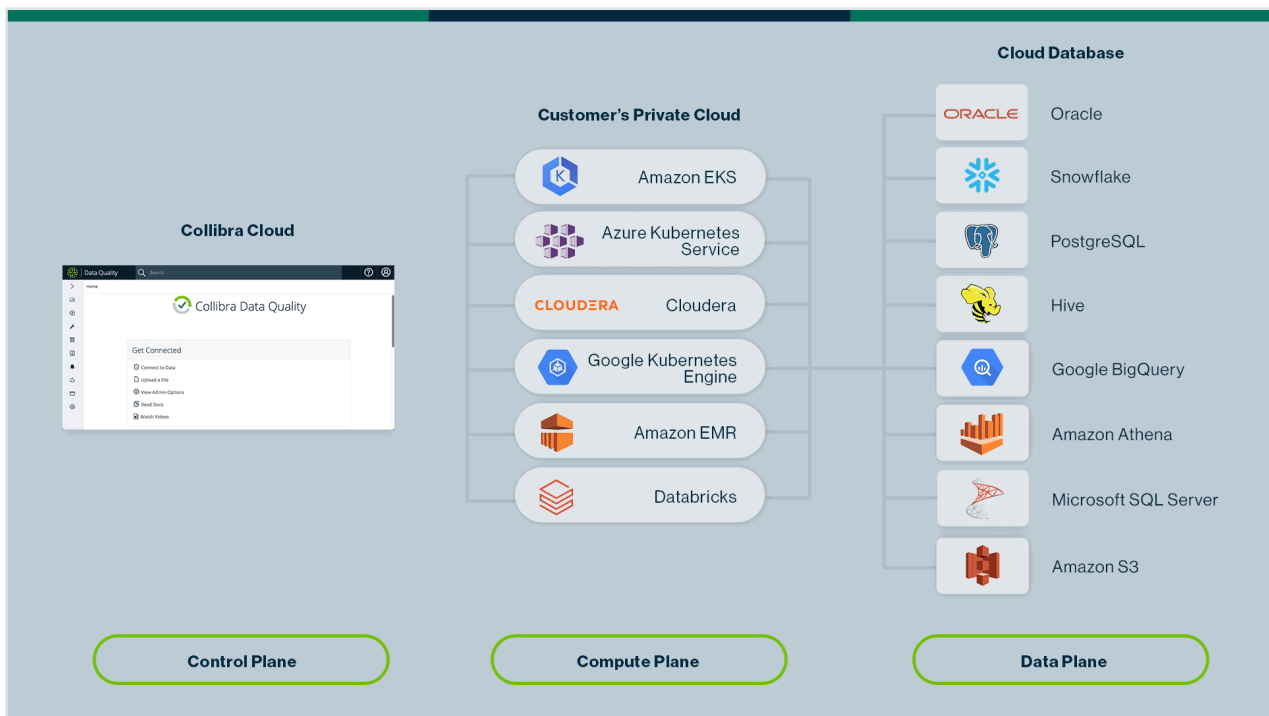 Cloud Database
Customer's Private Cloud
Collibra Cloud
Data Quality
Search
Home
Collibra Data Quality
Get Connected
Connect to Data
Upload a File
View Admin Options
Read Docs
Watch Videos
K
Amazon EKS
Azure Kubernetes
Service
CLOUDERA
Cloudera
Google Kubernetes
Engine
Amazon EMR
Databricks
ORACLE
Oracle
Snowflake
PostgreSQL
Hive
Google BigQuery
Amazon Athena
Microsoft SQL Server
Amazon S3
Control Plane
Compute Plane
Data Plane